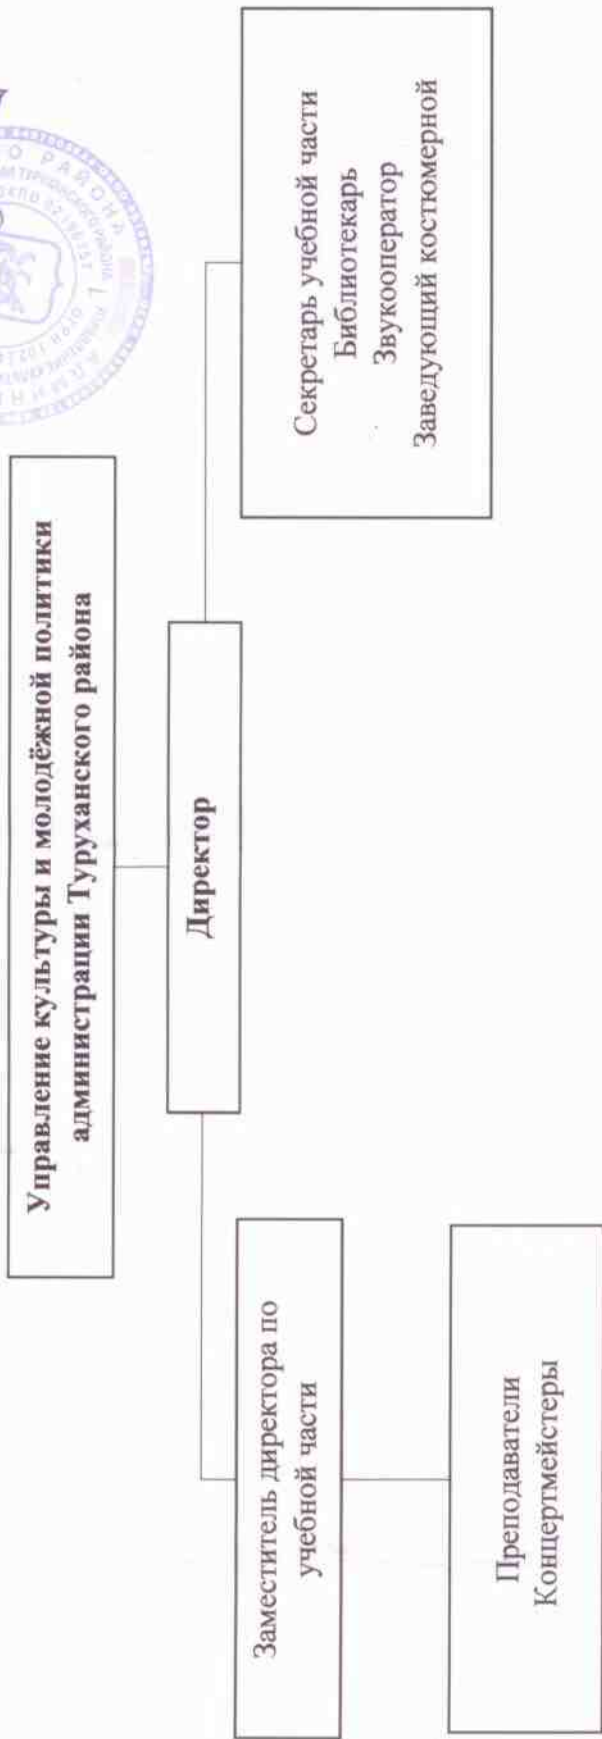 Управление культуры и молодёжной политики
администрации Туруханского района
Директор
Заместитель директора по
учебной части
Секретарь учебной части
Библиотекарь
Звукооператор
Заведующий костюмерной
Преподаватели
Концертмейстеры